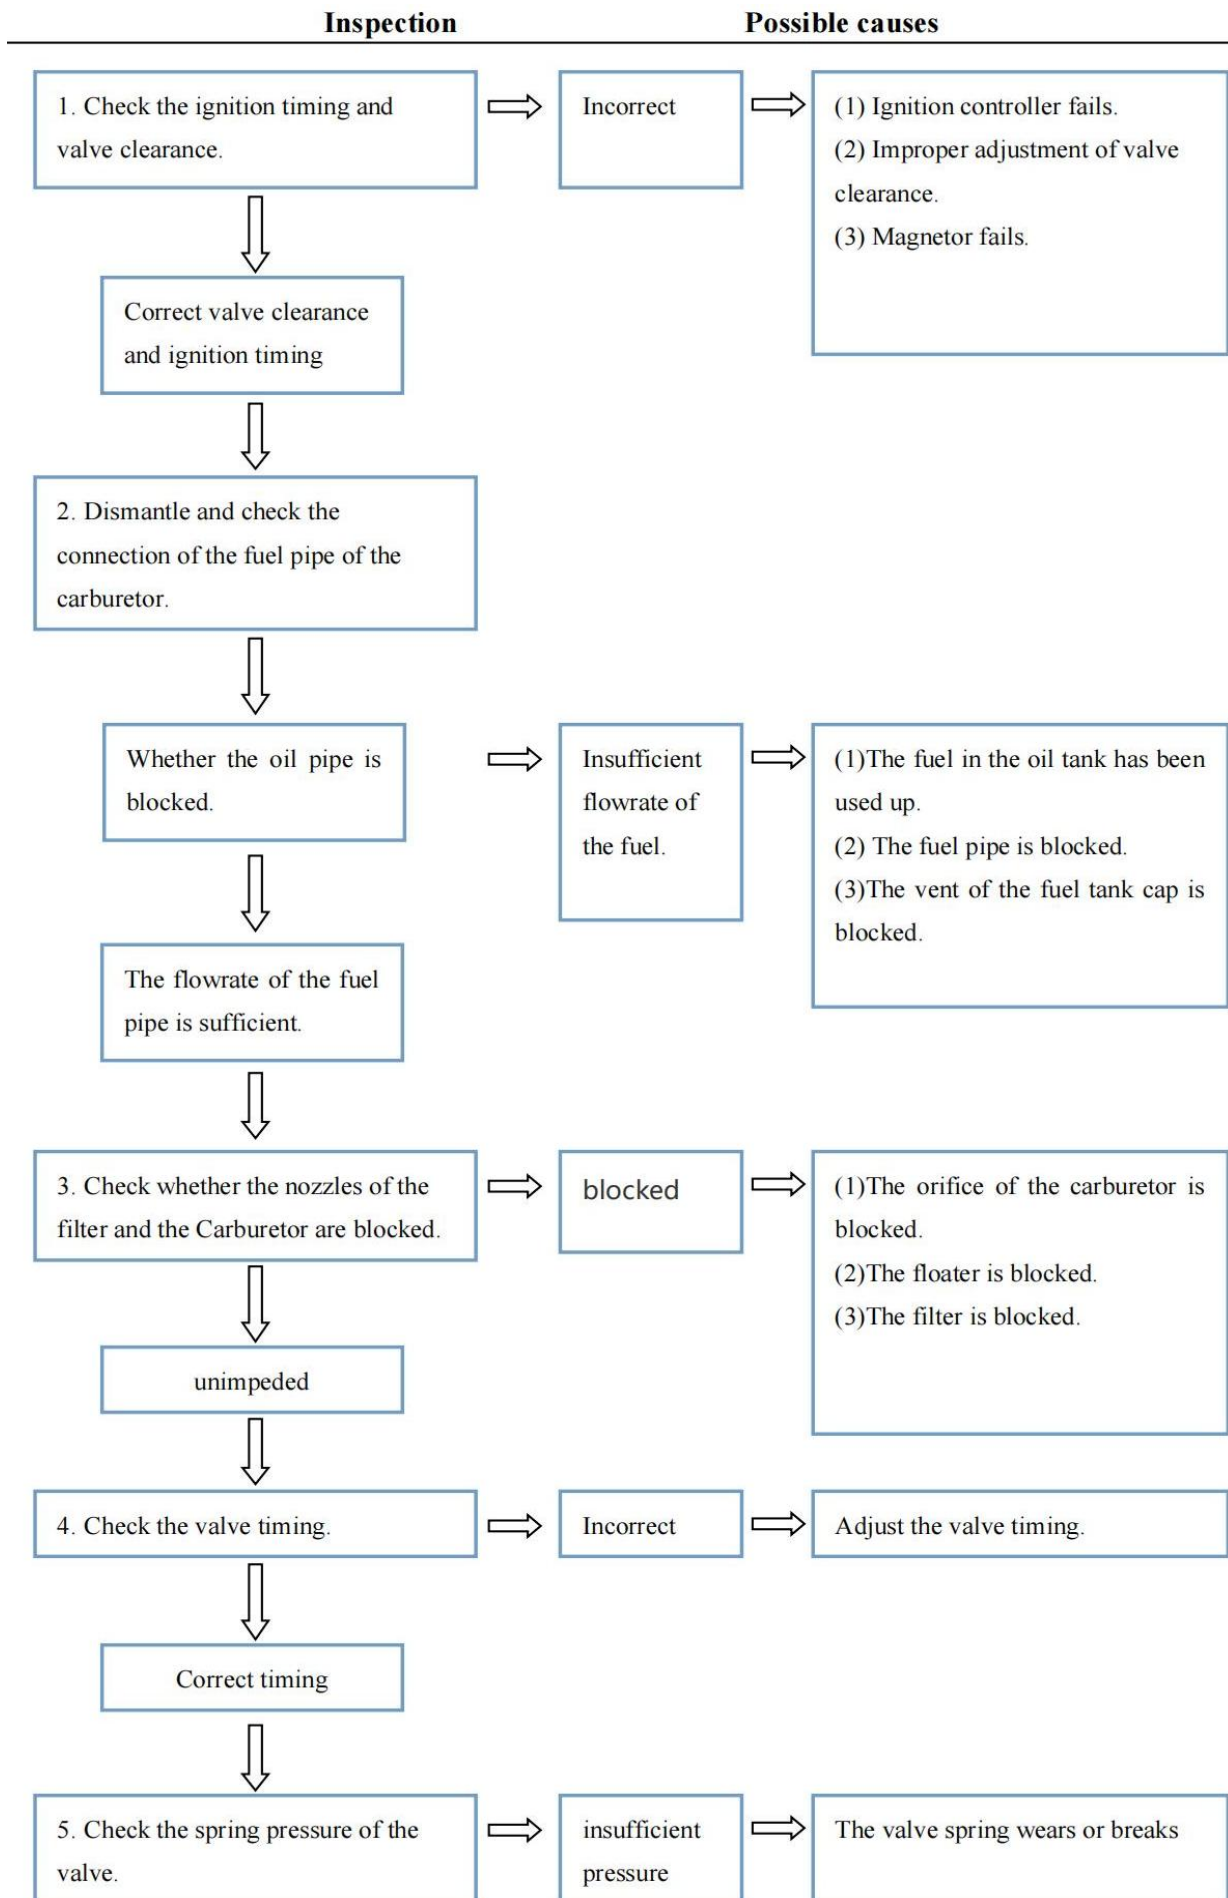 Inspection
Possible causes
1. Check the ignition timing and
valve clearance.
Incorrect
(1) Ignition controller fails.
(2) Improper adjustment of valve
clearance.
(3) Magnetor fails.
Correct valve clearance
and ignition timing
2. Dismantle and check the
connection of the fuel pipe of the
carburetor.
Whether the oil pipe is
blocked.
Insufficient
flowrate of
the fuel.
(1)The fuel in the oil tank has been
used up.
(2) The fuel pipe is blocked.
(3)The vent of the fuel tank cap is
blocked.
The flowrate of the fuel
pipe is sufficient.
3. Check whether the nozzles of the
filter and the Carburetor are blocked.
blocked
(1)The orifice of the carburetor is
blocked.
(2)The floater is blocked.
(3)The filter is blocked.
unimpeded
4. Check the valve timing.
Incorrect
Adjust the valve timing.
Correct timing
5. Check the spring pressure of the
valve.
insufficient
pressure
The valve spring wears or breaks